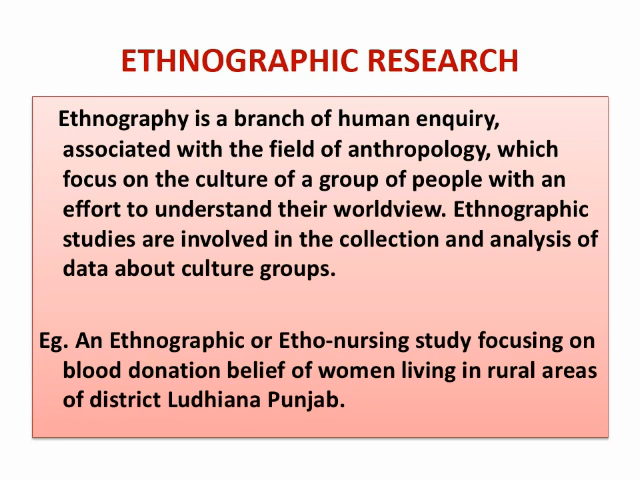 ETHNOGRAPHIC RESEARCH
Ethnography is a branch of human enquiry,
associated with the field of anthropology, which
focus on the culture of a group of people with an
effort to understand their worldview. Ethnographic
studies are involved in the collection and analysis of
data about culture groups.
Eg. An Ethnographic or Etho-nursing study focusing on
blood donation belief of women living in rural areas
of district Ludhiana Punjab.